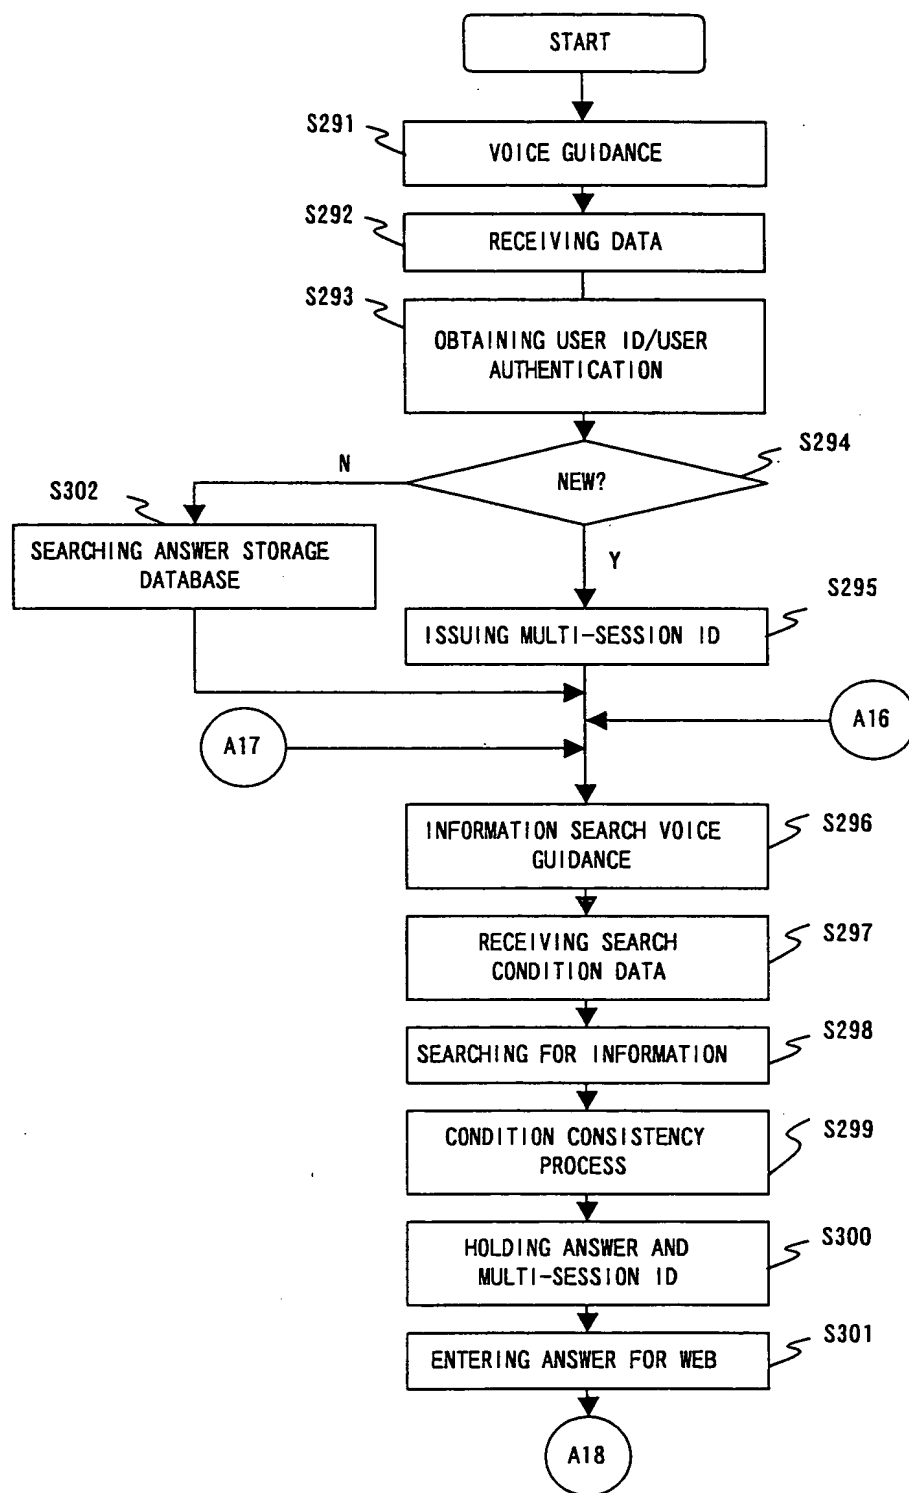 START
S291
VOICE GUIDANCE
S292
RECEIVING DATA
S293
OBTAINING USER ID/USER
AUTHENTICATION
S294
N
NEW?
S302
SEARCHING ANSWER STORAGE
DATABASE
Y
S295
ISSUING MULTI-SESSION ID
A16
A17
INFORMATION SEARCH VOICE
GUIDANCE
S296
RECEIVING SEARCH
CONDITION DATA
S297
SEARCHING FOR INFORMATION
S298
CONDITION CONSISTENCY
PROCESS
S299
HOLDING ANSWER AND
MULTI-SESSION ID
S300
ENTERING ANSWER FOR WEB
S301
A18